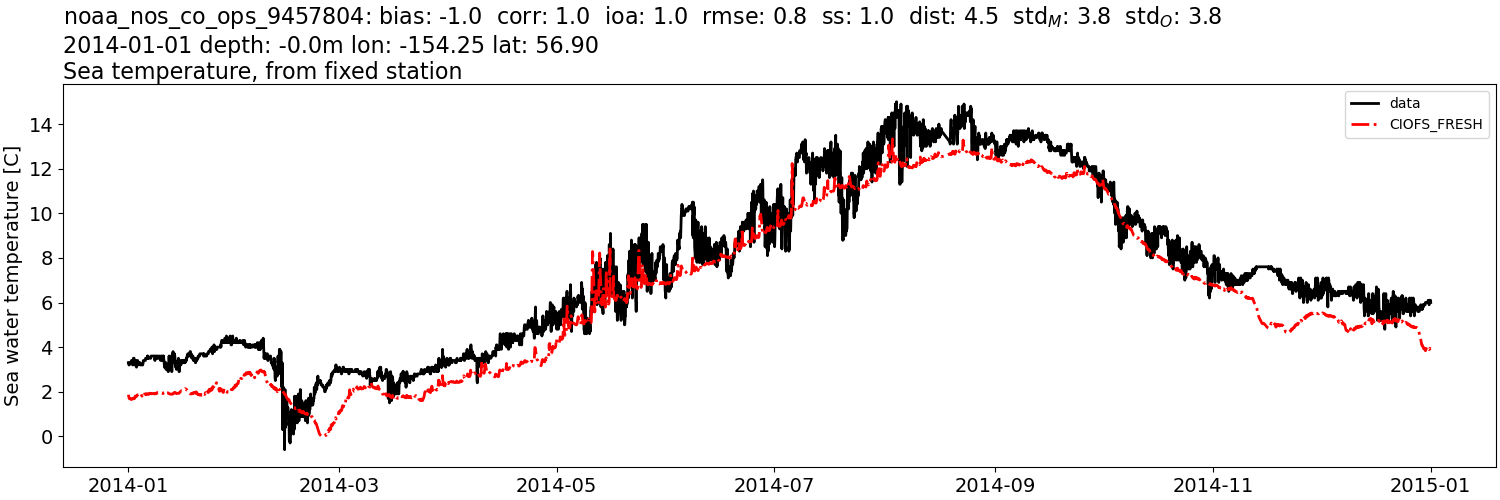 noaa_nos_co_ops_9457804: bias: -1.0  corr: 1.0  ioa: 1.0  rmse: 0.8  ss: 1.0  dist: 4.5  std_M: 3.8  std_O: 3.8
2014-01-01 depth: -0.0m lon: -154.25 lat: 56.90
Sea temperature, from fixed station
data
CIOFS_FRESH
Sea water temperature [C]
14
12
10
8
6
4
2
0
2014-01
2014-03
2014-05
2014-07
2014-09
2014-11
2015-01